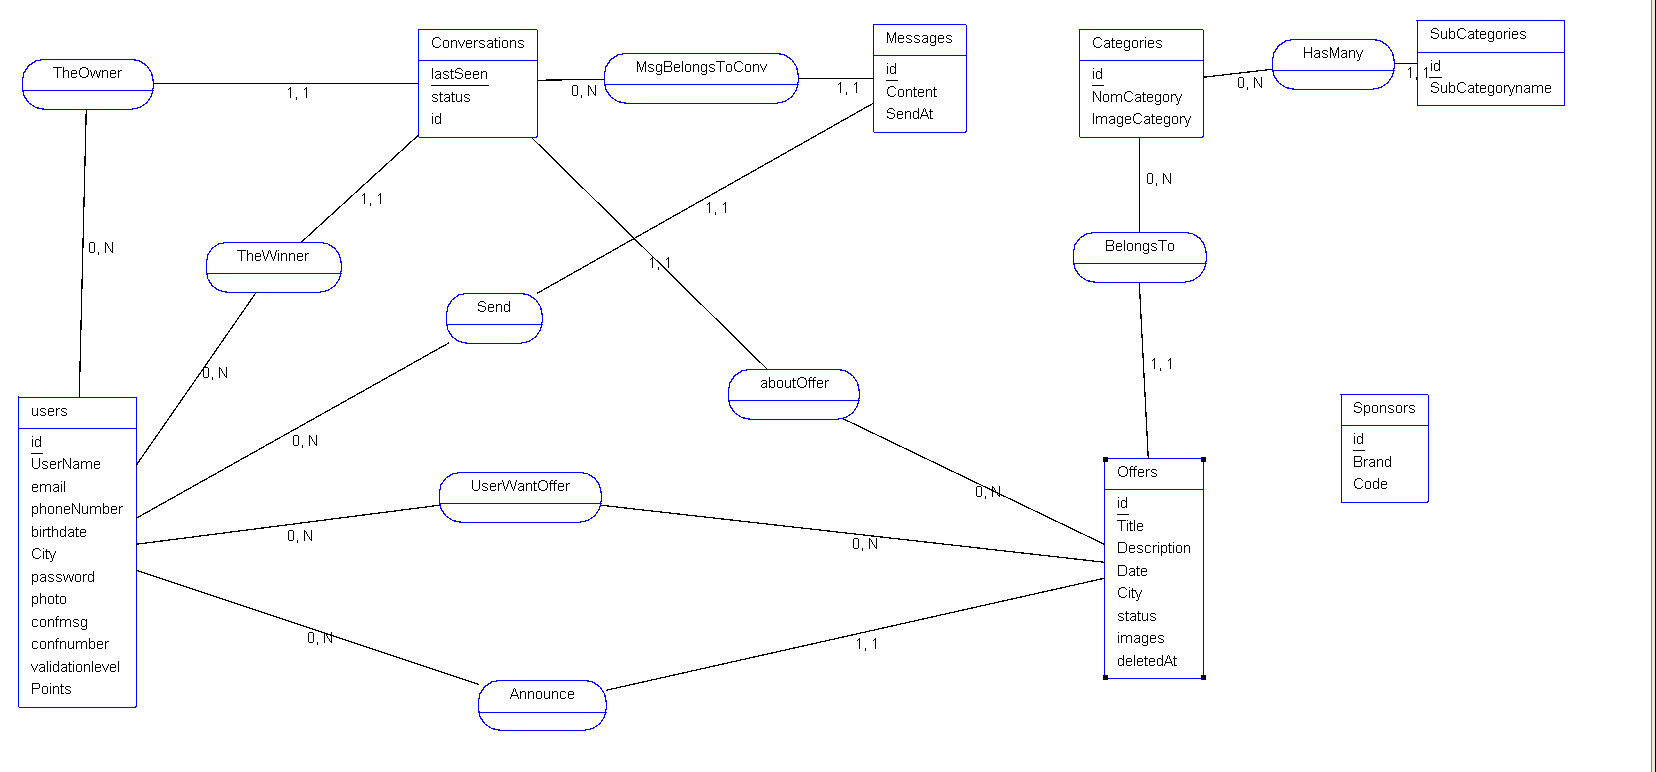 TheOwner
1, 1
0, N
Conversations
lastSeen
status
id
0, N
MsgBelongsToConv
1, 1
Messages
id
Content
SendAt
Categories
id
NomCategory
ImageCategory
0, N
HasMany
1, 1
SubCategories
id
SubCategoryname
1, 1
TheWinner
0, N
1, 1
Send
0, N
1, 1
aboutOffer
0, N
0, N
BelongsTo
1, 1
users
id
UserName
email
phoneNumber
birthdate
City
password
photo
confmsg
confnumber
validationlevel
Points
UserWantOffer
0, N
0, N
0, N
Announce
1, 1
Offers
id
Title
Description
Date
City
status
images
deletedAt
Sponsors
id
Brand
Code